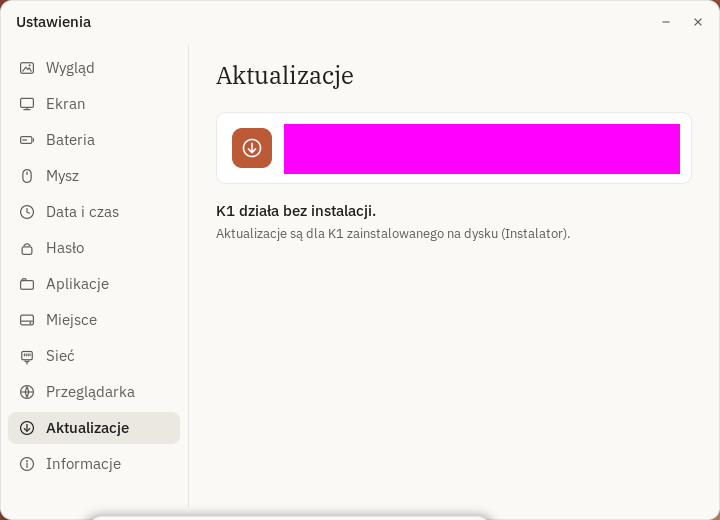 Ustawienia
Wygląd
Ekran
Bateria
Mysz
Data i czas
Hasło
Aplikacje
Miejsce
Sieć
Przeglądarka
Aktualizacje
Informacje
Aktualizacje
K1 działa bez instalacji.
Aktualizacje są dla K1 zainstalowanego na dysku (Instalator).